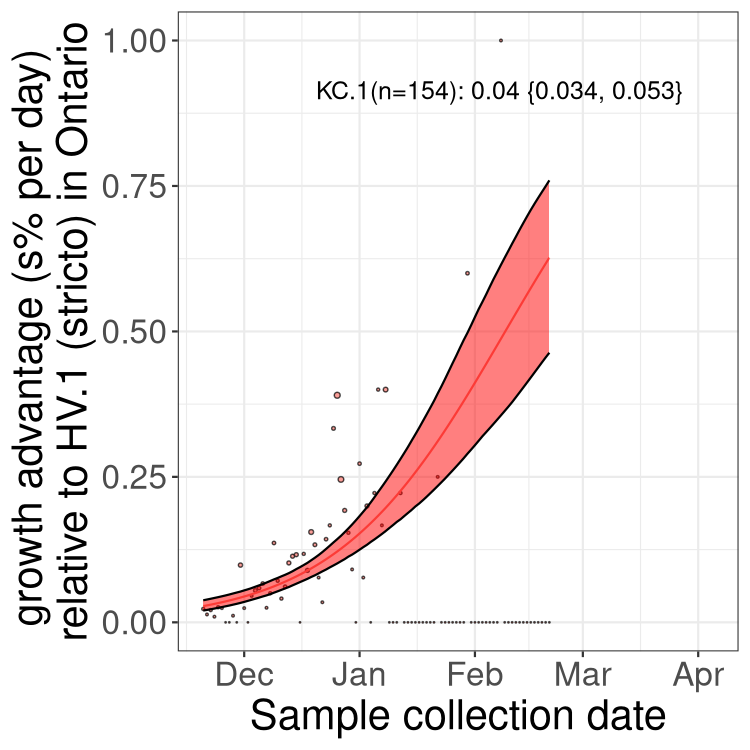 growth advantage (s% per day)
relative to HV.1 (stricto) in Ontario
1.00
0.75
0.50
0.25
0.00
KC.1(n=154): 0.04 {0.034, 0.053}
Dec Jan Feb Mar Apr
Sample collection date